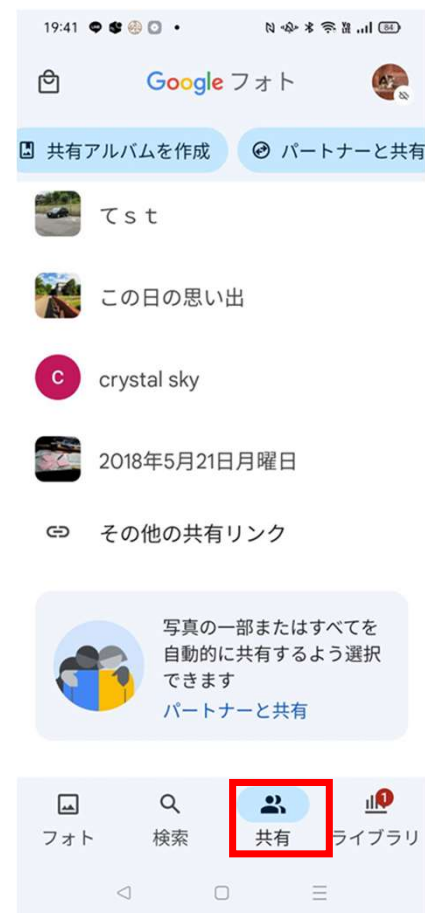 19:41
84
Google フォト
共有アルバムを作成
パートナーと共有
てｓｔ
この日の思い出
C
crystal sky
2018年5月21日月曜日
その他の共有リンク
写真の一部またはすべてを
自動的に共有するよう選択
できます
パートナーと共有
1
フォト
検索
共有
ライブラリ